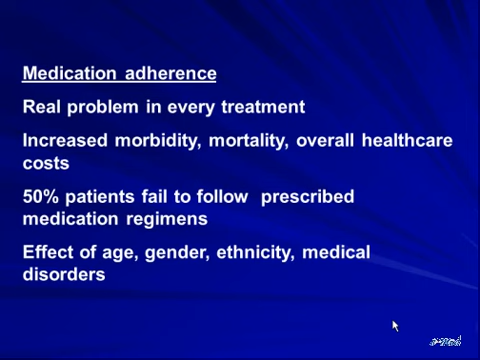 Medication adherence
Real problem in every treatment
Increased morbidity, mortality, overall healthcare
costs
50% patients fail to follow  prescribed
medication regimens
Effect of age, gender, ethnicity, medical
disorders